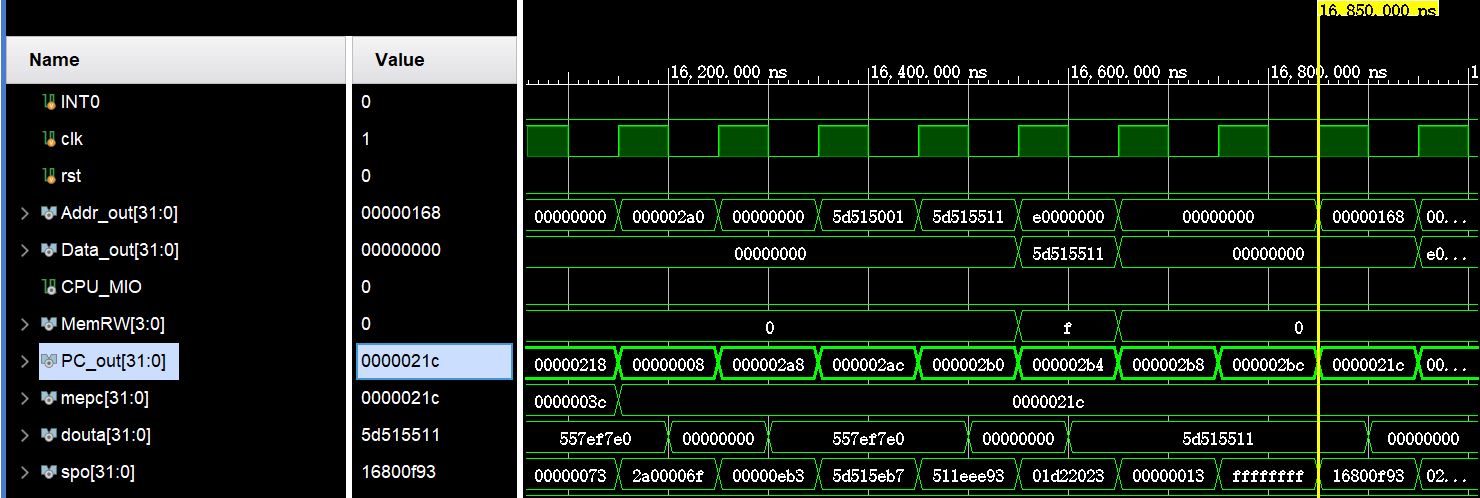 16,850.000 ns
Name Value
16,200.000 ns 16,400.000 ns 16,600.000 ns 16,800.000 ns 1
INT0 0
clk 1
rst 0
Addr_out[31:0] 00000168 00000000 000002a0 00000000 5d515001 5d515511 e0000000 00000000 00000168 00...
Data_out[31:0] 00000000 00000000 5d515511 00000000 e0...
CPU_MIO 0
MemRW[3:0] 0 0 f 0
PC_out[31:0] 0000021c 00000218 00000008 000002a8 000002ac 000002b0 000002b4 000002b8 000002bc 0000021c 00...
mepc[31:0] 0000021c 0000003c 0000021c
douta[31:0] 5d515511 557ef7e0 00000000 557ef7e0 00000000 5d515511 00000000
spo[31:0] 16800f93 00000073 2a00006f 00000eb3 5d515eb7 511eee93 01d22023 00000013 ffffffff 16800f93 02...